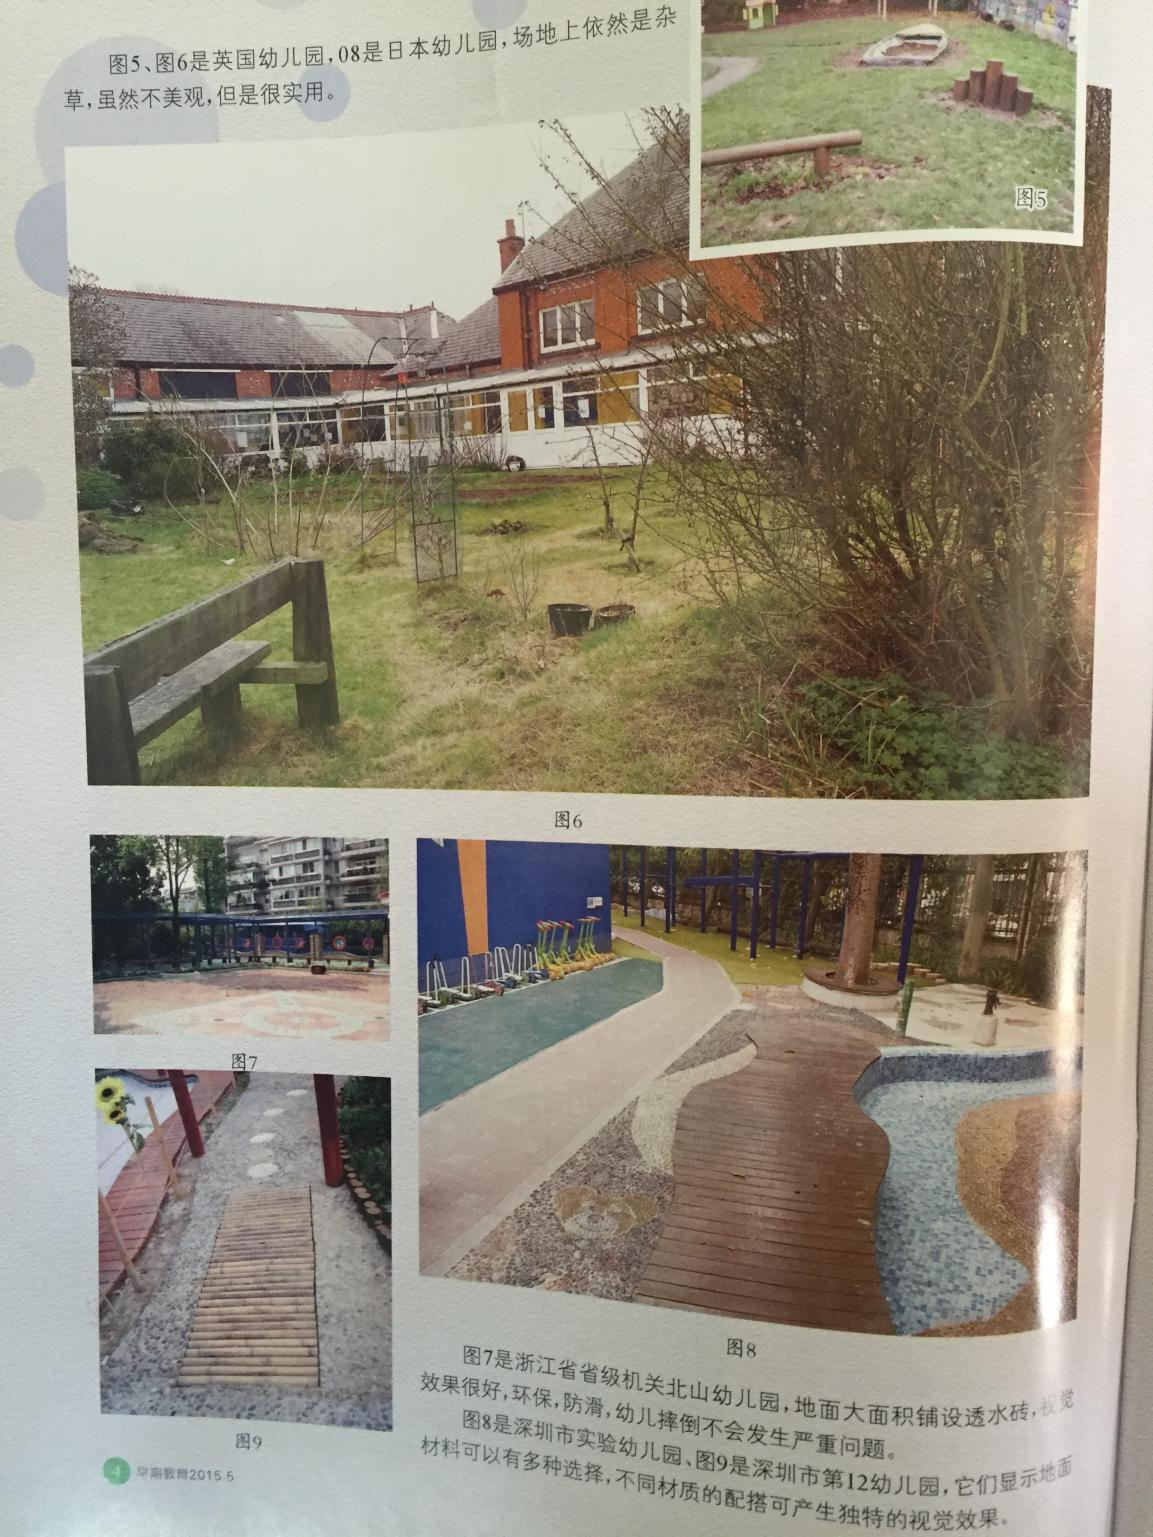 图5、图6是英国幼儿园，08是日本幼儿园，场地上依然是杂
草，虽然不美观，但是很实用。
图5
图6
图7
图8
图9
图7是浙江省省级机关北山幼儿园，地面大面积铺设透水砖，视觉
效果很好，环保，防滑，幼儿摔倒不会发生严重问题。
图8是深圳市实验幼儿园、图9是深圳市第12幼儿园，它们显示地面
材料可以有多种选择，不同材质的配搭可产生独特的视觉效果。
4 早期教育2015.5